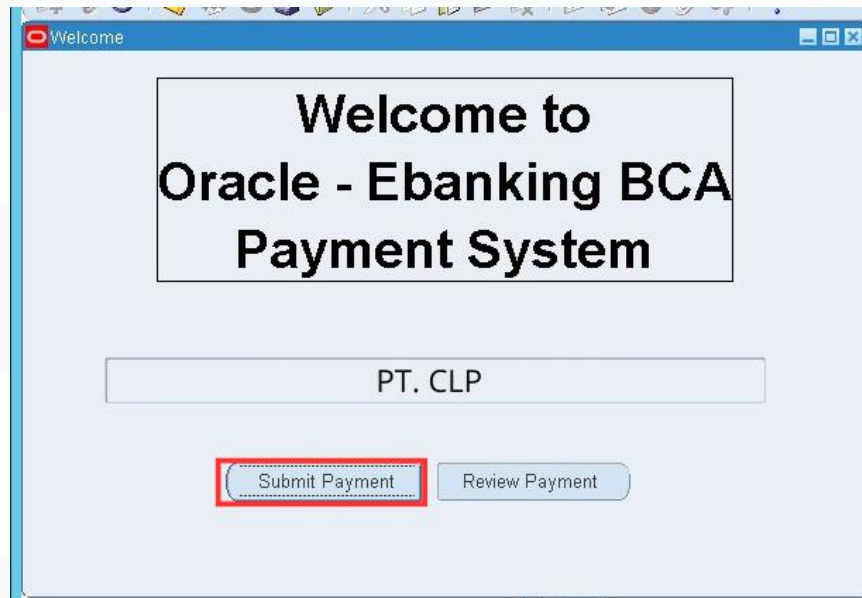 Welcome
Welcome to
Oracle - Ebanking BCA
Payment System
PT. CLP
Submit Payment
Review Payment